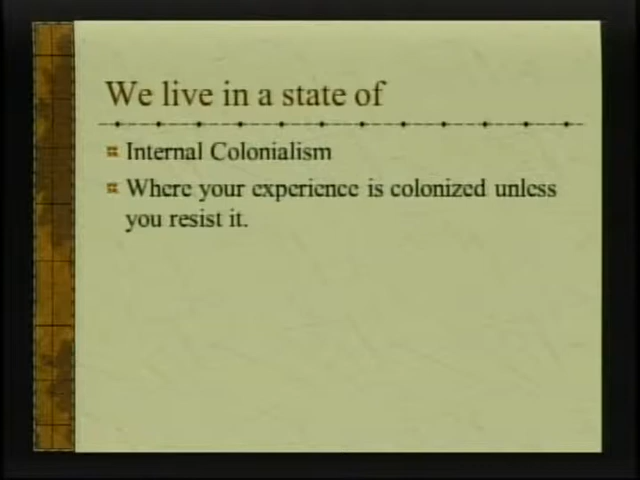 We live in a state of
Internal Colonialism
Where your experience is colonized unless
you resist it.